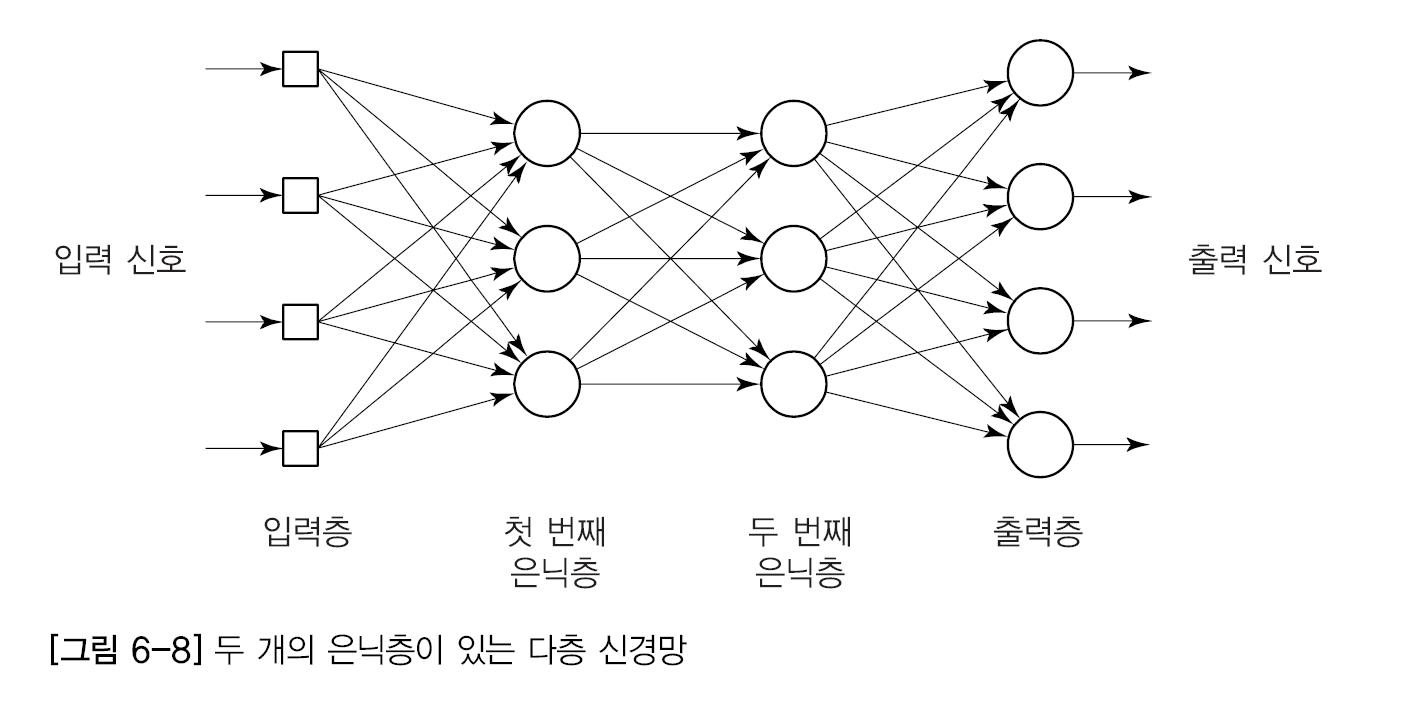 입력 신호
출력 신호
입력층
첫 번째
은닉층
두 번째
은닉층
출력층
[그림 6-8] 두 개의 은닉층이 있는 다층 신경망